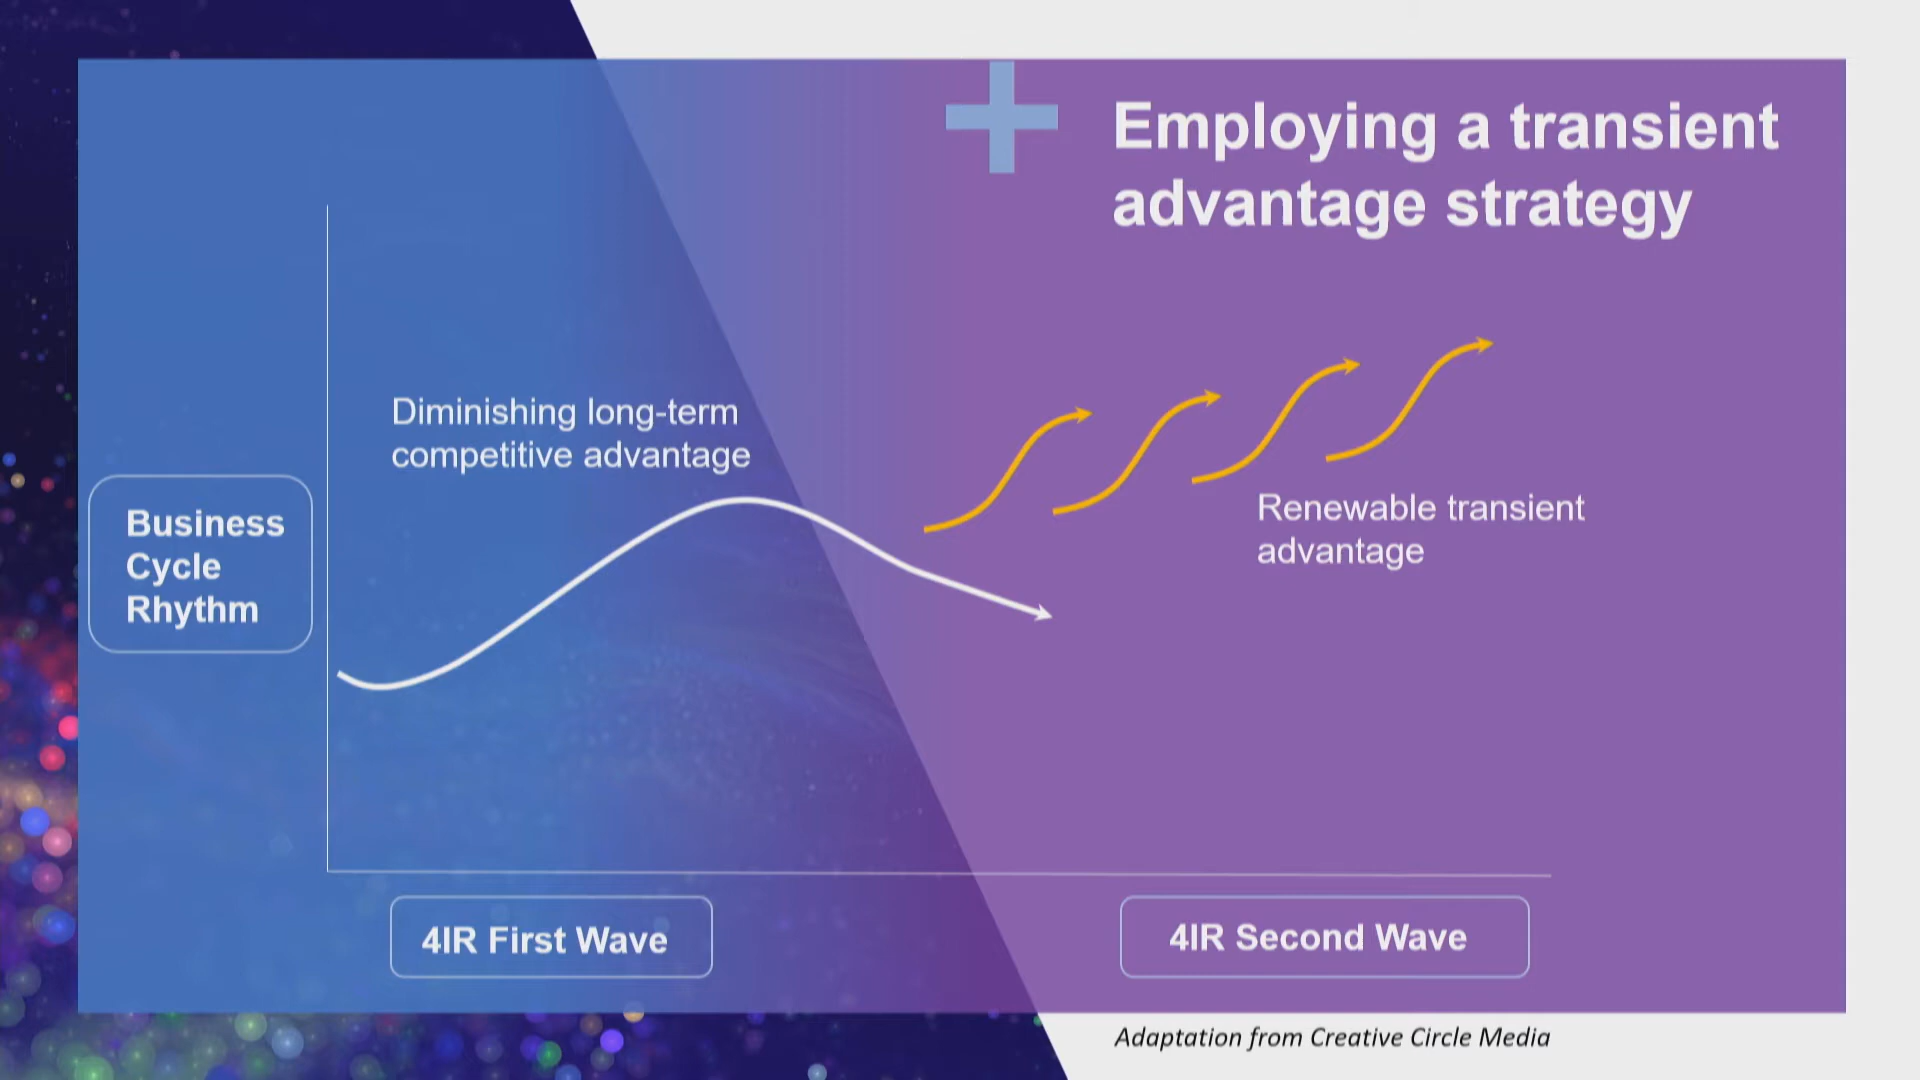 Employing a transient
advantage strategy
Diminishing long-term
competitive advantage
Business
Cycle
Rhythm
Renewable transient
advantage
4IR First Wave
4IR Second Wave
Adaptation from Creative Circle Media